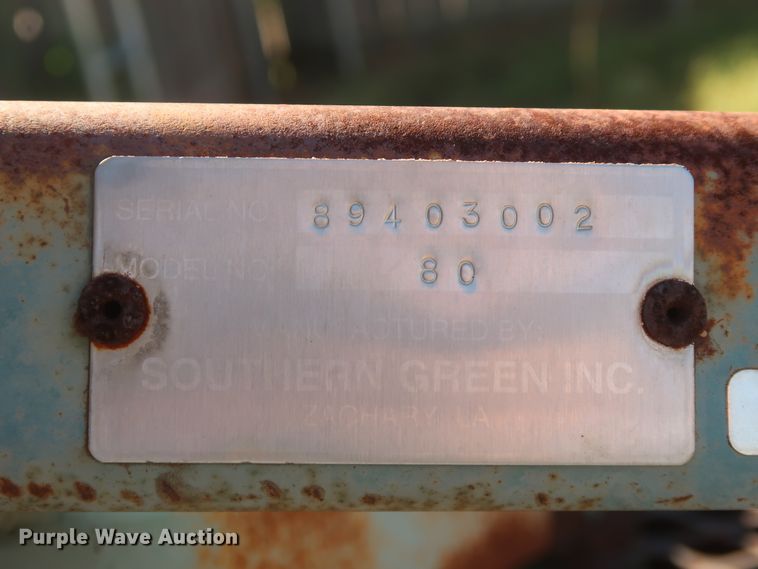 SERIAL NO. 89403002
MODEL NO. 80
MANUFACTURED BY:
SOUTHERN GREEN INC.
ZACHARY, LA
Purple Wave Auction